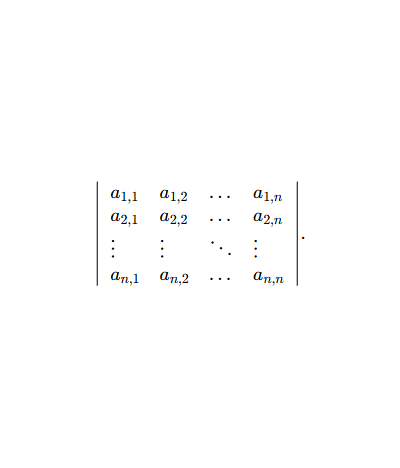 | a_{1,1} a_{1,2} … a_{1,n} |
| a_{2,1} a_{2,2} … a_{2,n} |
| ⋮ ⋮ ⋱ ⋮ | .
| a_{n,1} a_{n,2} … a_{n,n} |